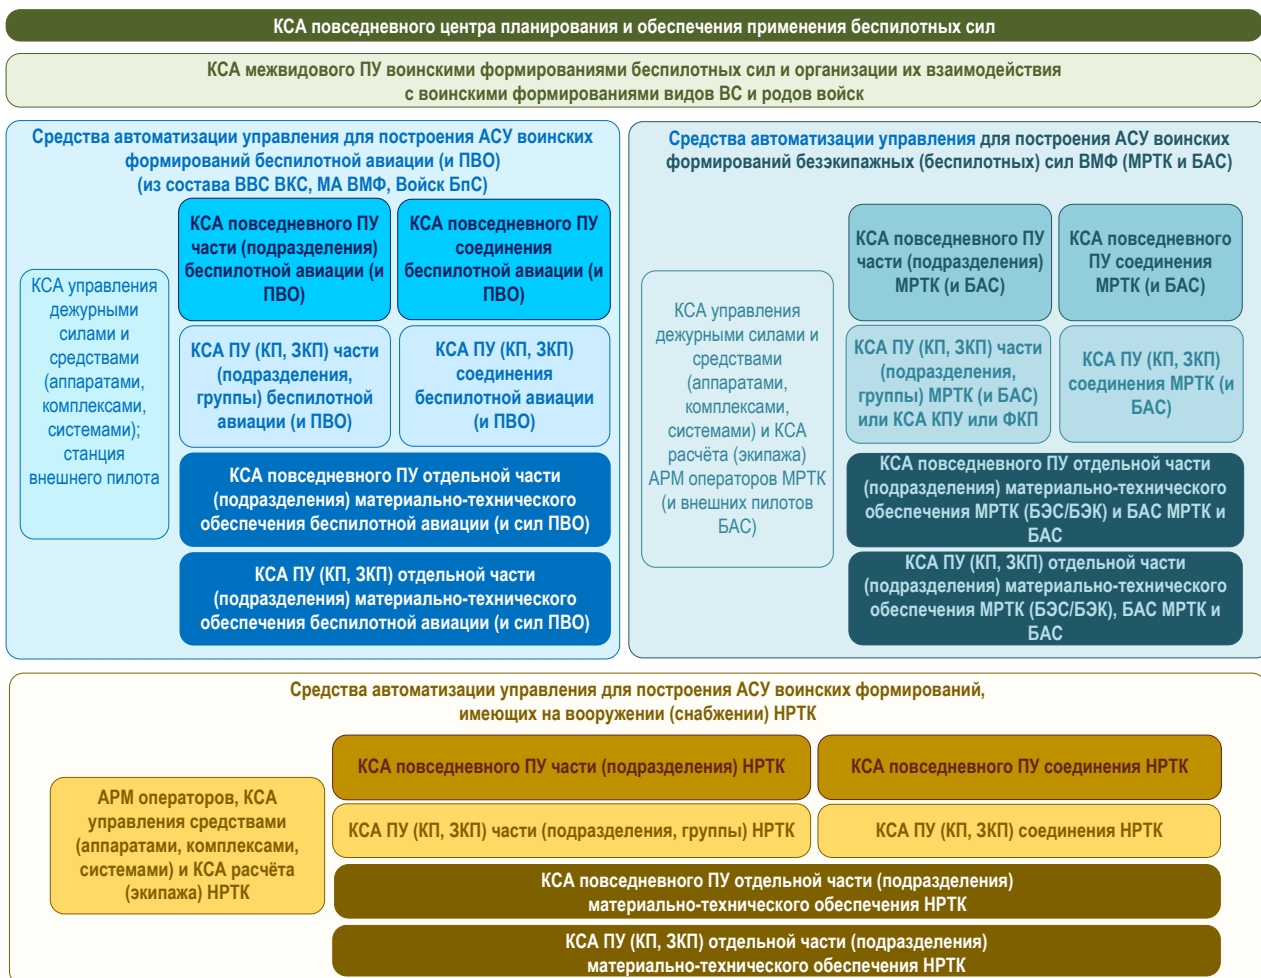 КСА повседневного центра планирования и обеспечения применения беспилотных сил
КСА межвидового ПУ воинскими формированиями беспилотных сил и организации их взаимодействия
с воинскими формированиями видов ВС и родов войск
Средства автоматизации управления для построения АСУ воинских
формирований беспилотной авиации (и ПВО)
(из состава ВВС ВКС, МА ВМФ, Войск БпС)
КСА управления
дежурными
силами и
средствами
(аппаратами,
комплексами,
системами);
станция
внешнего пилота
КСА повседневного ПУ
части (подразделения)
беспилотной авиации (и
ПВО)
КСА повседневного ПУ
соединения
беспилотной авиации (и
ПВО)
КСА ПУ (КП, ЗКП) части
(подразделения,
группы) беспилотной
авиации (и ПВО)
КСА ПУ (КП, ЗКП)
соединения
беспилотной авиации
(и ПВО)
КСА повседневного ПУ отдельной части
(подразделения) материально-технического
обеспечения беспилотной авиации (и сил ПВО)
КСА ПУ (КП, ЗКП) отдельной части
(подразделения) материально-технического
обеспечения беспилотной авиации (и сил ПВО)
Средства автоматизации управления для построения АСУ воинских
формирований безэкипажных (беспилотных) сил ВМФ (МРТК и БАС)
КСА управления
дежурными силами и
средствами
(аппаратами,
комплексами,
системами) и КСА
расчёта (экипажа)
АРМ операторов МРТК
(и внешних пилотов
БАС)
КСА повседневного ПУ
части (подразделения)
МРТК (и БАС)
КСА повседневного
ПУ соединения
МРТК (и БАС)
КСА ПУ (КП, ЗКП) части
(подразделения,
группы) МРТК (и БАС)
или КСА КПУ или ФКП
КСА ПУ (КП, ЗКП)
соединения МРТК (и
БАС)
КСА повседневного ПУ отдельной части
(подразделения) материально-технического
обеспечения МРТК (БЭС/БЭК) и БАС МРТК и
БАС
КСА ПУ (КП, ЗКП) отдельной части
(подразделения) материально-технического
обеспечения МРТК (БЭС/БЭК), БАС МРТК и
БАС
Средства автоматизации управления для построения АСУ воинских формирований,
имеющих на вооружении (снабжении) НРТК
АРМ операторов, КСА
управления средствами
(аппаратами, комплексами,
системами) и КСА расчёта
(экипажа) НРТК
КСА повседневного ПУ части (подразделения) НРТК
КСА повседневного ПУ соединения НРТК
КСА ПУ (КП, ЗКП) части (подразделения, группы) НРТК
КСА ПУ (КП, ЗКП) соединения НРТК
КСА повседневного ПУ отдельной части (подразделения)
материально-технического обеспечения НРТК
КСА ПУ (КП, ЗКП) отдельной части (подразделения)
материально-технического обеспечения НРТК